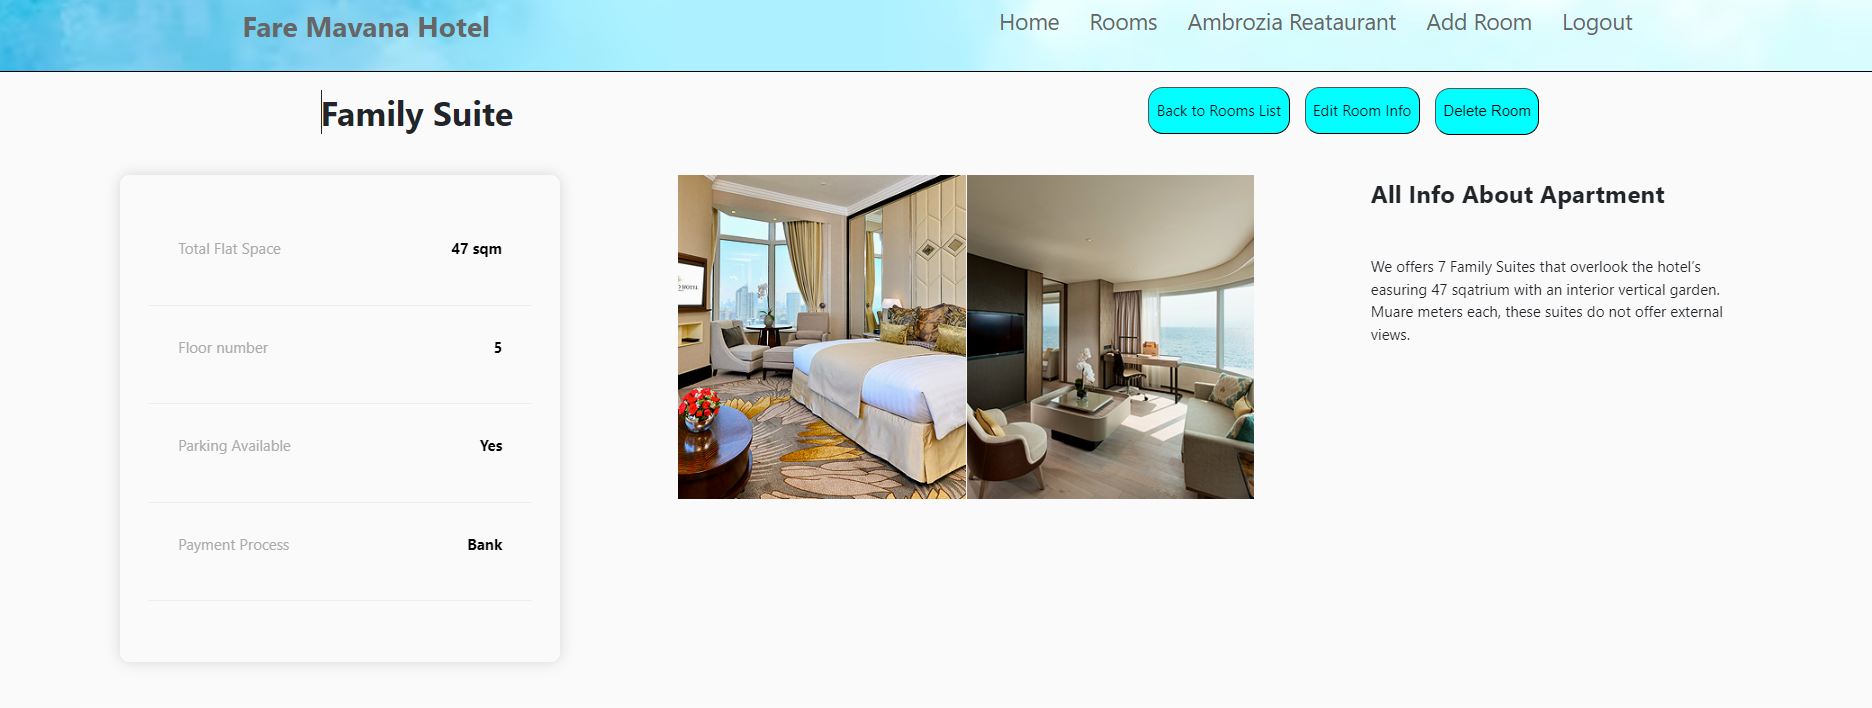 Fare Mavana Hotel
Home Rooms Ambrozia Reataurant Add Room Logout
Family Suite
Back to Rooms List Edit Room Info Delete Room
Total Flat Space 47 sqm
Floor number 5
Parking Available Yes
Payment Process Bank
HOTEL
All Info About Apartment
We offers 7 Family Suites that overlook the hotel's
easuring 47 sqatrium with an interior vertical garden.
Muare meters each, these suites do not offer external
views.